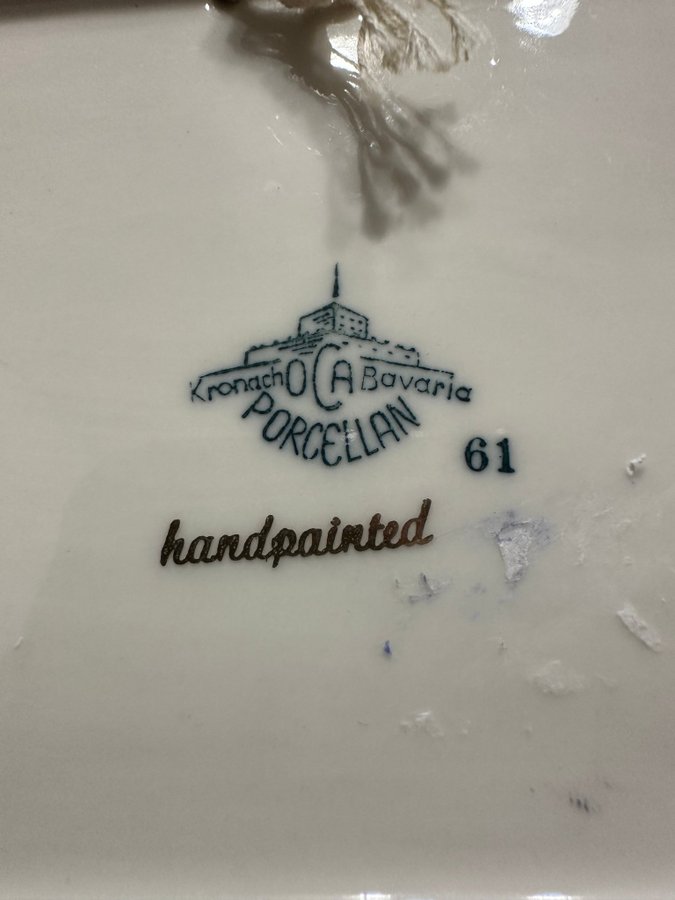 Kronach OCA Bavaria
PORCELLAN
61
handpainted